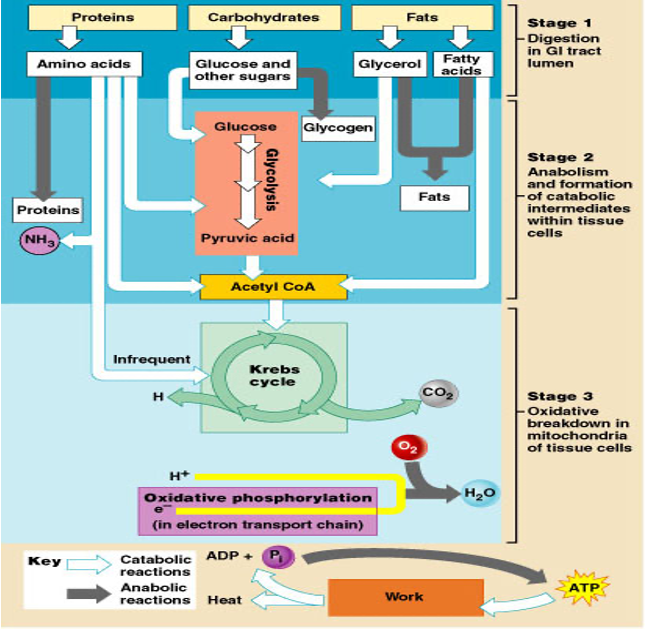 Proteins
Carbohydrates
Fats
Stage 1
Digestion
in GI tract
lumen
Amino acids
Glucose and
other sugars
Glycerol
Fatty
acids
Glucose
Glycogen
Glycolysis
Stage 2
Anabolism
and formation
of catabolic
intermediates
within tissue
cells
Proteins
Fats
NH3
Pyruvic acid
Acetyl CoA
Infrequent
Krebs
cycle
H
CO2
Stage 3
Oxidative
breakdown in
mitochondria
of tissue cells
O2
H+
Oxidative phosphorylation
e−
(in electron transport chain)
H2O
Key
Catabolic
reactions
Anabolic
reactions
ADP + Pi
ATP
Heat
Work